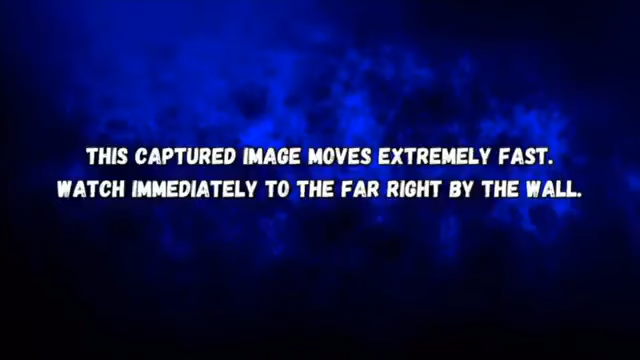 THIS CAPTURED IMAGE MOVES EXTREMELY FAST.
WATCH IMMEDIATELY TO THE FAR RIGHT BY THE WALL.